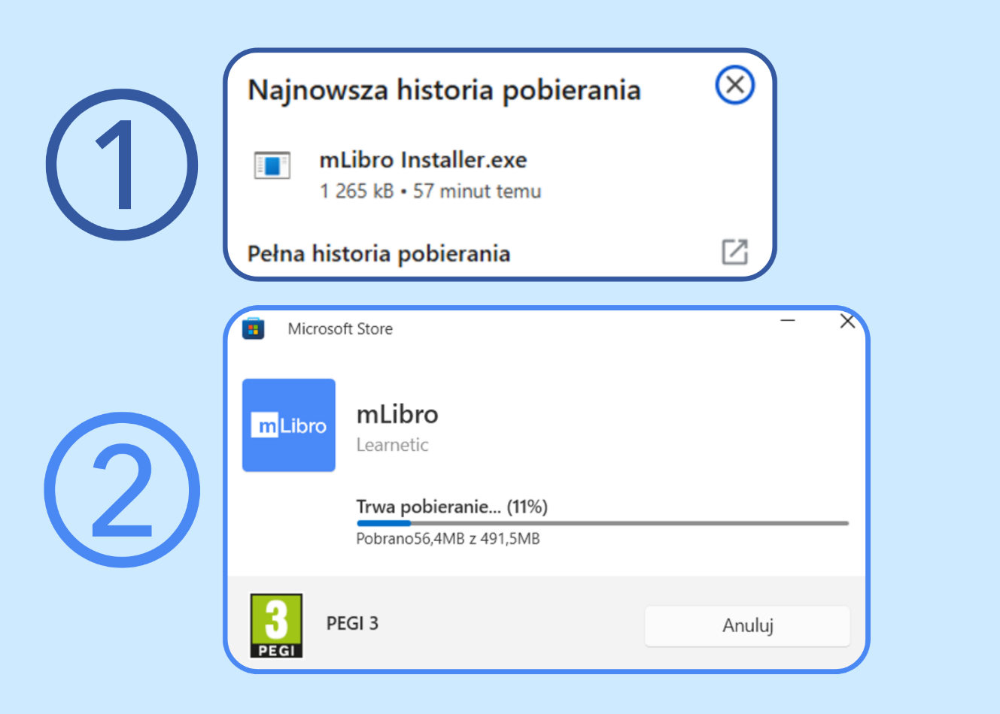 1
Najnowsza historia pobierania
mLibro Installer.exe
1 265 kB • 57 minut temu
Pełna historia pobierania
2
Microsoft Store
mLibro
mLibro
Learnetic
Trwa pobieranie... (11%)
Pobrano56,4MB z 491,5MB
3
PEGI
PEGI 3
Anuluj